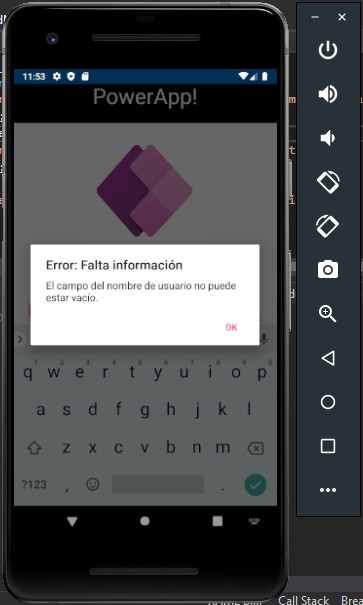 11:53
PowerApp!
Error: Falta información
El campo del nombre de usuario no puede
estar vacío.
OK
q w e r t y u i o p
a s d f g h j k l
z x c v b n m
?123 , .
Call Stack